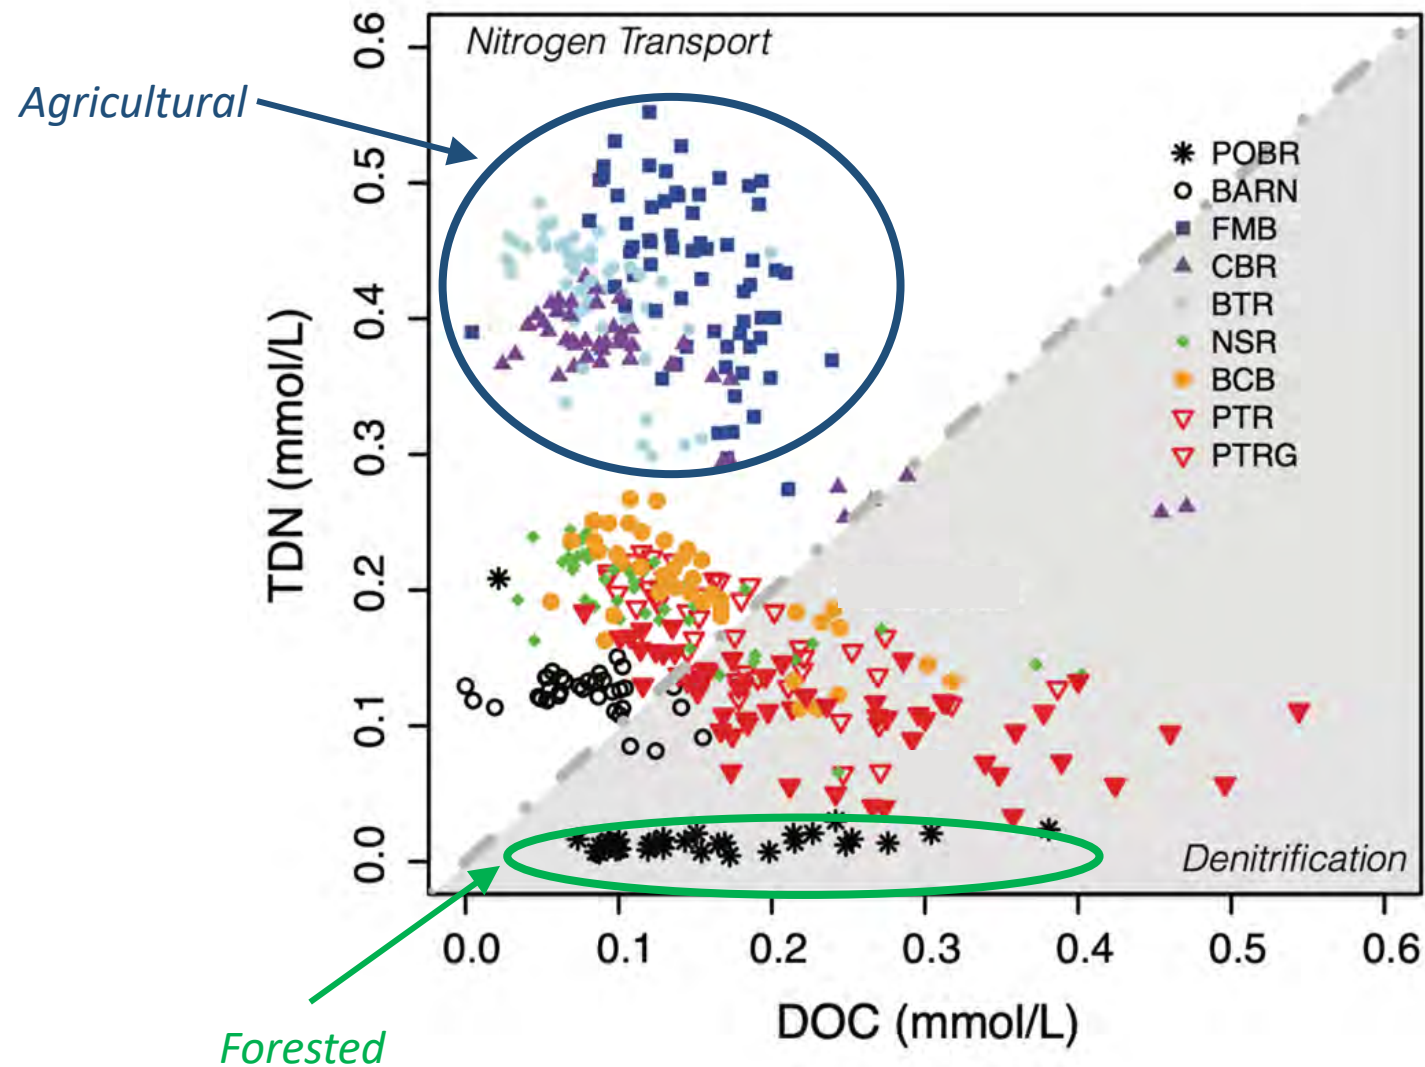 Nitrogen Transport
Agricultural
POBR
BARN
FMB
CBR
BTR
NSR
BCB
PTR
PTRG
TDN (mmol/L)
0.6
0.5
0.4
0.3
0.2
0.1
0.0
Denitrification
0.0 0.1 0.2 0.3 0.4 0.5 0.6
DOC (mmol/L)
Forested